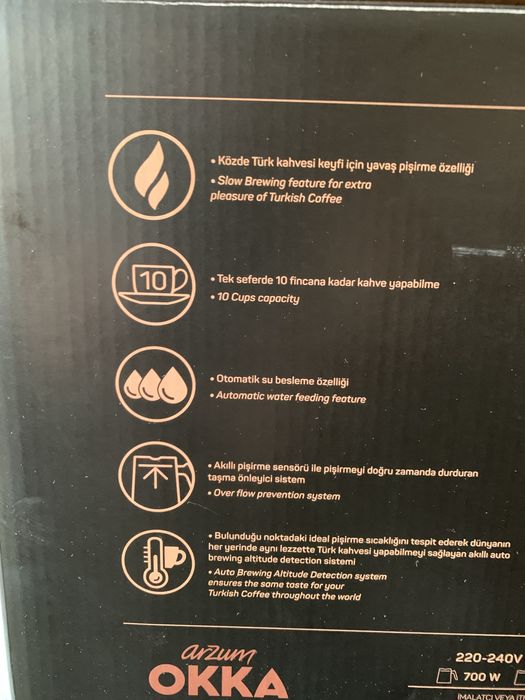 • Közde Türk kahvesi keyfi için yavaş pişirme özelliği
• Slow Brewing feature for extra
pleasure of Turkish Coffee
10
• Tek seferde 10 fincana kadar kahve yapabilme
• 10 Cups capacity
• Otomatik su besleme özelliği
• Automatic water feeding feature
• Akıllı pişirme sensörü ile pişirmeyi doğru zamanda durduran
taşma önleyici sistem
• Over flow prevention system
• Bulunduğu noktadaki ideal pişirme sıcaklığını tespit ederek dünyanın
her yerinde aynı lezzette Türk kahvesi yapabilmeyi sağlayan akıllı auto
brewing altitude detection sistemi
• Auto Brewing Altitude Detection system
ensures the same taste for your
Turkish Coffee throughout the world
arzum
OKKA
220-240V
700 W
İMALATÇI VEYA